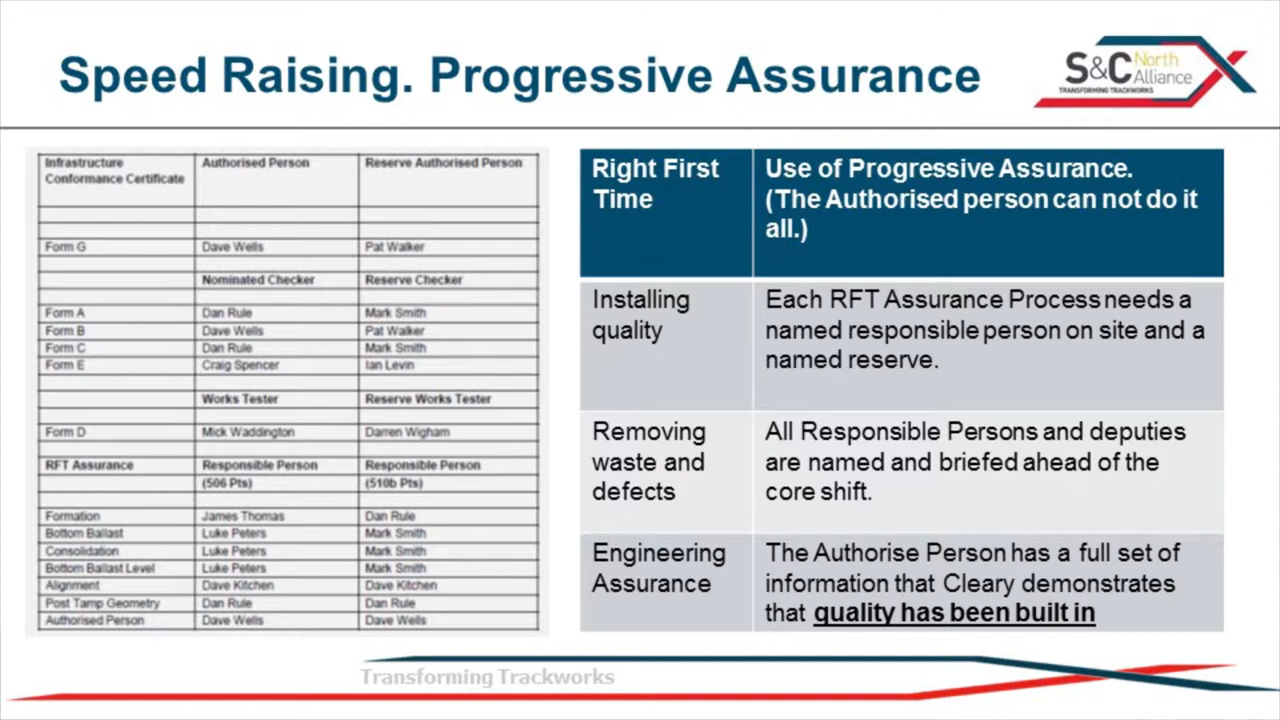 Speed Raising. Progressive Assurance
S&C North
Alliance
TRANSFORMING TRACKWORKS
Infrastructure Authorised Person Reserve Authorised Person
Conformance Certificate
Form G Dave Wells Pat Walker
Nominated Checker Reserve Checker
Form A Dan Rule Mark Smith
Form B Dave Wells Pat Walker
Form C Dan Rule Mark Smith
Form E Craig Spencer Ian Levin
Works Tester Reserve Works Tester
Form D Mick Waddington Darren Wigham
RFT Assurance Responsible Person Responsible Person
(506 Pts) (510b Pts)
Formation James Thomas Dan Rule
Bottom Ballast Luke Peters Mark Smith
Consolidation Luke Peters Mark Smith
Bottom Ballast Level Luke Peters Mark Smith
Alignment Dave Kitchen Dave Kitchen
Post Tamp Geometry Dan Rule Dan Rule
Authorised Person Dave Wells Dave Wells
Right First Use of Progressive Assurance.
Time (The Authorised person can not do it
all.)
Installing Each RFT Assurance Process needs a
quality named responsible person on site and a
named reserve.
Removing All Responsible Persons and deputies
waste and are named and briefed ahead of the
defects core shift.
Engineering The Authorise Person has a full set of
Assurance information that Cleary demonstrates
that quality has been built in
Transforming Trackworks